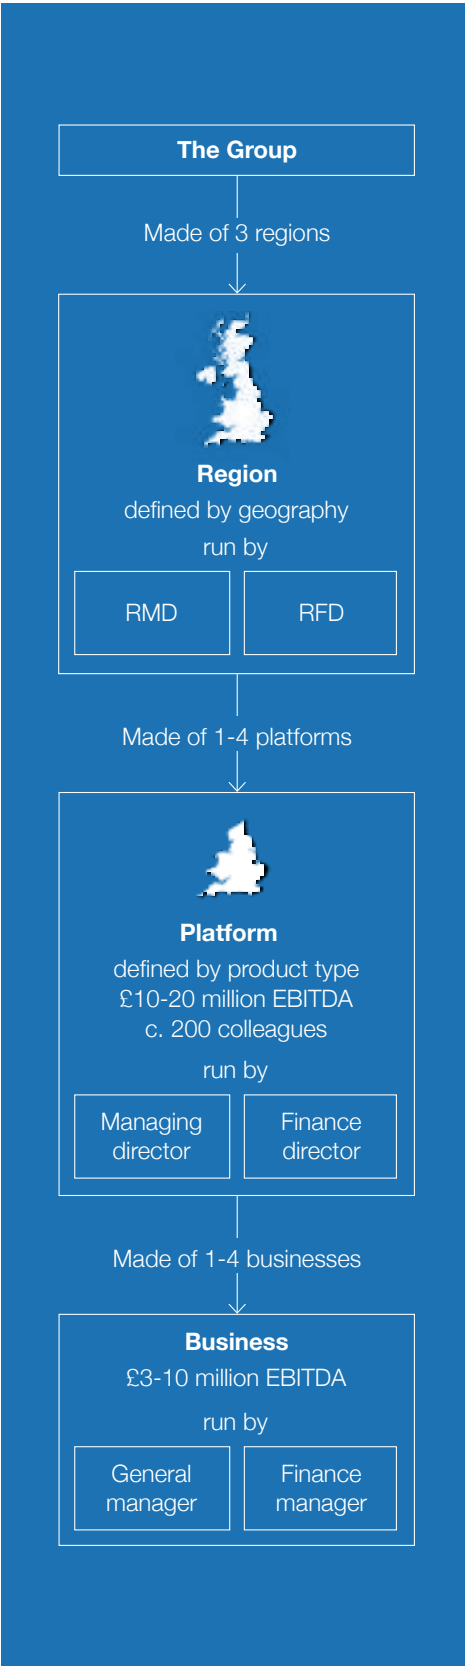 The Group
Made of 3 regions
Region
defined by geography
run by
RMD
RFD
Made of 1-4 platforms
Platform
defined by product type
£10-20 million EBITDA
c. 200 colleagues
run by
Managing
director
Finance
director
Made of 1-4 businesses
Business
£3-10 million EBITDA
run by
General
manager
Finance
manager